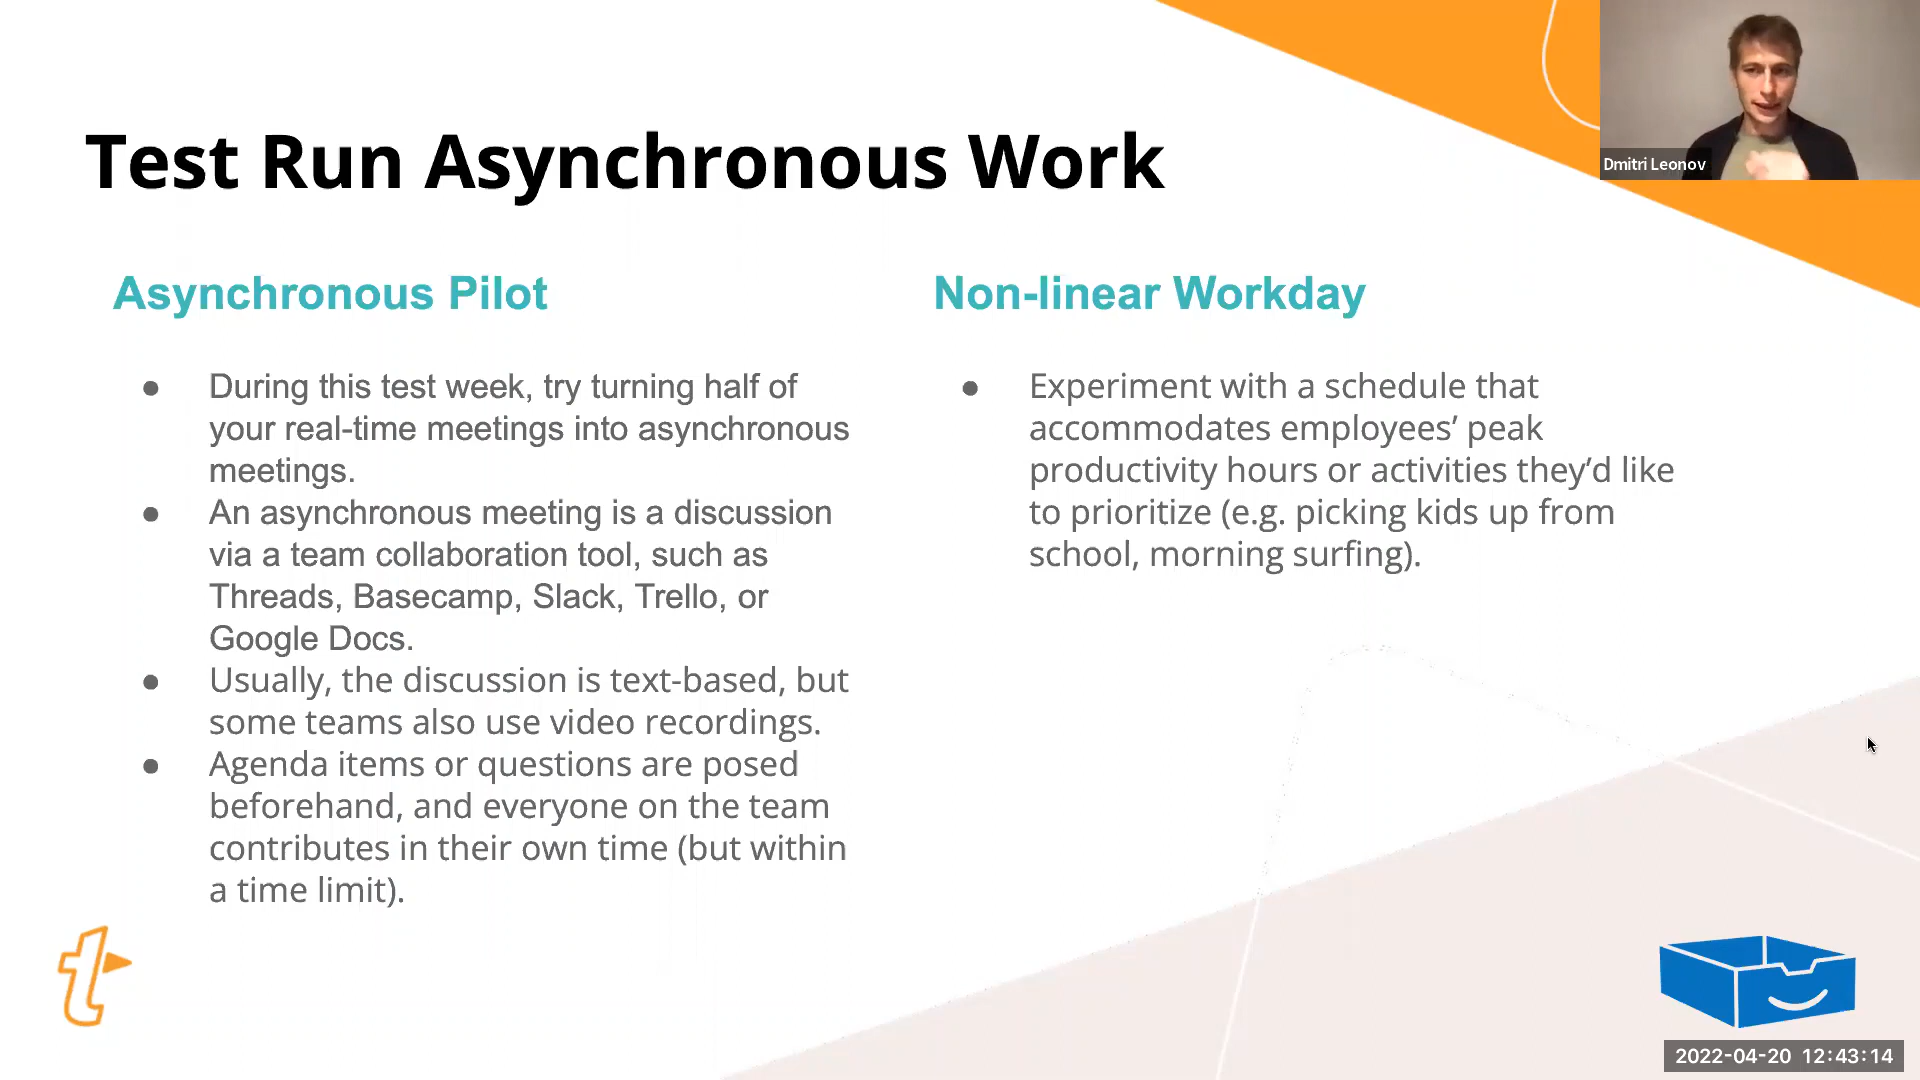 Test Run Asynchronous Work
Dmitri Leonov
Asynchronous Pilot
● During this test week, try turning half of
your real-time meetings into asynchronous
meetings.
● An asynchronous meeting is a discussion
via a team collaboration tool, such as
Threads, Basecamp, Slack, Trello, or
Google Docs.
● Usually, the discussion is text-based, but
some teams also use video recordings.
● Agenda items or questions are posed
beforehand, and everyone on the team
contributes in their own time (but within
a time limit).
Non-linear Workday
● Experiment with a schedule that
accommodates employees’ peak
productivity hours or activities they’d like
to prioritize (e.g. picking kids up from
school, morning surfing).
t
2022-04-20 12:43:14